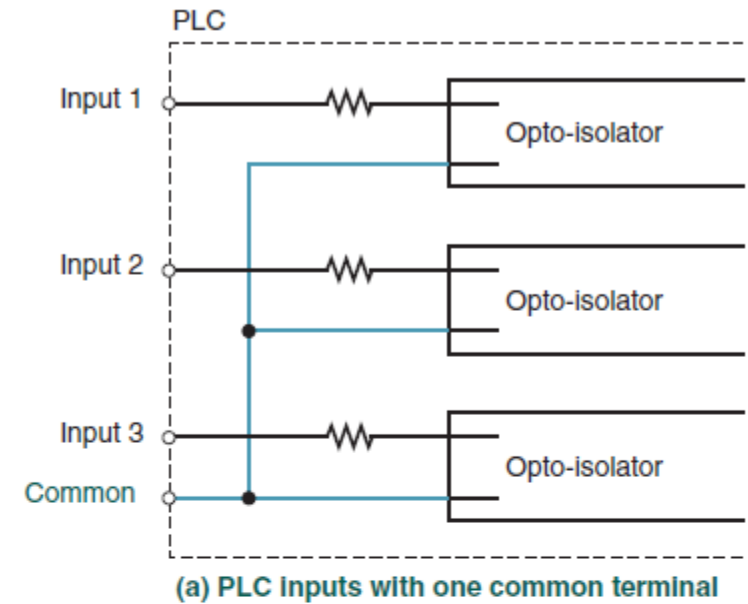 PLC
Input 1
Opto-isolator
Input 2
Opto-isolator
Input 3
Opto-isolator
Common
(a) PLC inputs with one common terminal